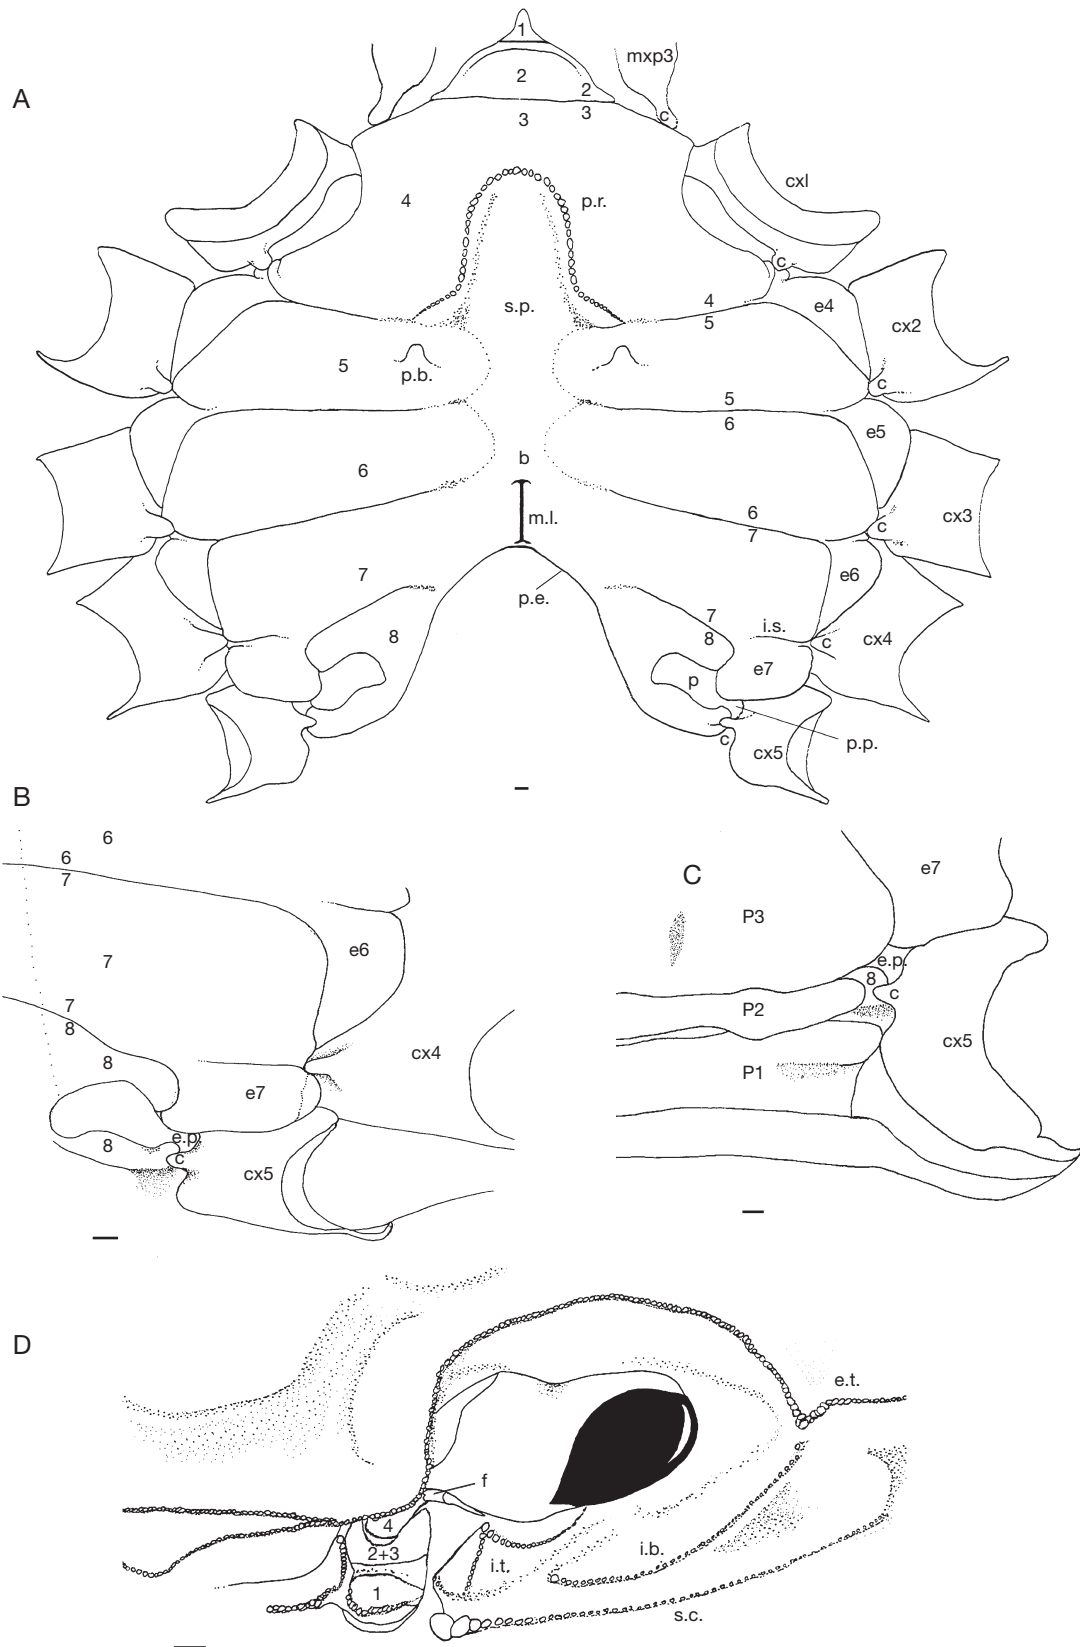 A
1
mxp3
2
2
3
3
c
cxl
4
p.r.
c
s.p.
4
5
e4
cx2
5
p.b.
c
5
6
e5
6
b
m.l.
6
7
c
cx3
7
p.e.
e6
8
7
8
i.s.
c
cx4
p
e7
p.p.
c
cx5
B
6
6
7
7
e6
7
8
8
e7
cx4
8
e.p.
c
cx5
C
e7
P3
e.p.
8
c
P2
cx5
P1
D
e.t.
f
4
2+3
1
i.t.
i.b.
s.c.